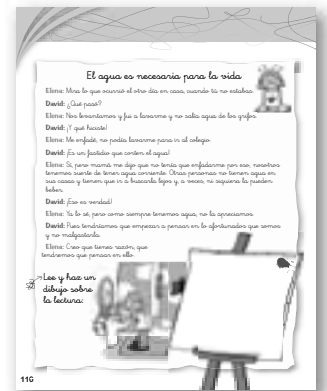 El agua es necesaria para la vida
Elena: Mira lo que ocurrió el otro día en casa, cuando tú no estabas.
David: ¿Qué pasó?
Elena: Nos levantamos y fui a lavarme y no salía agua de los grifos.
David: ¡Y qué hiciste!
Elena: Me enfadé, no podía lavarme para ir al colegio.
David: ¡Es un fastidio que corten el agua!
Elena: Sí, pero mamá me dijo que no tenía que enfadarme por eso, nosotros
tenemos suerte de tener agua corriente. Otras personas no tienen agua en
sus casas y tienen que ir a buscarla lejos y, a veces, ni siquiera la pueden
beber.
David: ¡Eso es verdad!
Elena: Ya lo sé, pero como siempre tenemos agua, no la apreciamos.
David: Pues tendríamos que empezar a pensar en lo afortunados que somos
y no malgastarla.
Elena: Creo que tienes razón, que
tendremos que pensar en ello.
Lee y haz un
dibujo sobre
la lectura:
116